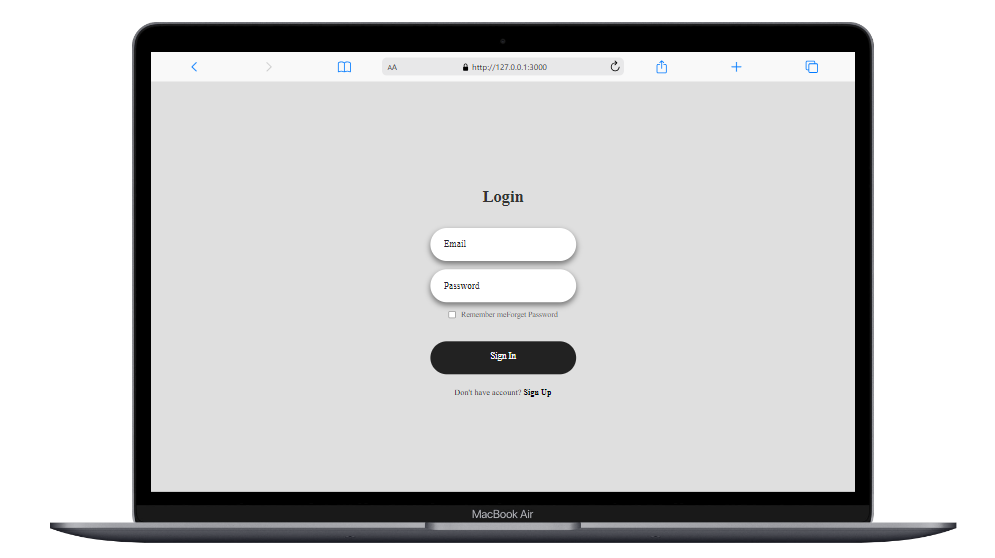 AA http://127.0.0.1:3000
Login
Email
Password
Remember meForget Password
Sign In
Don't have account? Sign Up
MacBook Air